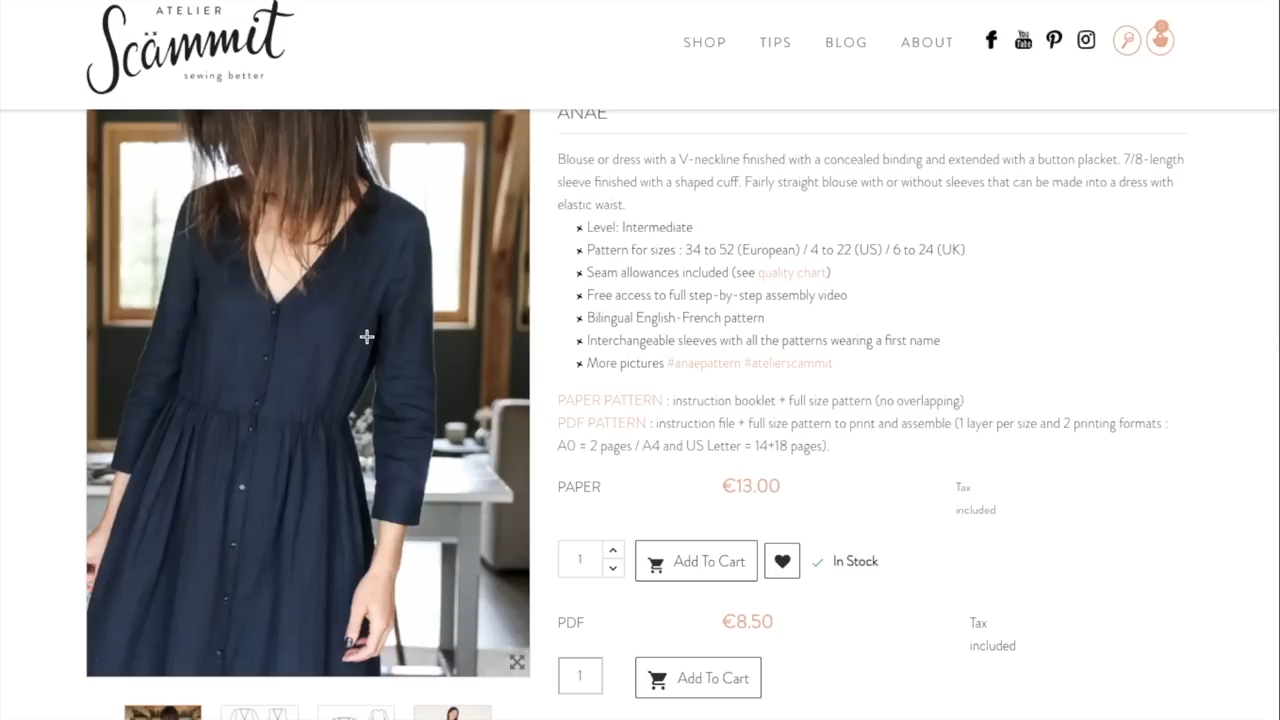 ATELIER
Scämmit
sewing better
SHOP TIPS BLOG ABOUT
You
Tube
0
ANAE
Blouse or dress with a V-neckline finished with a concealed binding and extended with a button placket. 7/8-length
sleeve finished with a shaped cuff. Fairly straight blouse with or without sleeves that can be made into a dress with
elastic waist.
Level: Intermediate
Pattern for sizes : 34 to 52 (European) / 4 to 22 (US) / 6 to 24 (UK)
Seam allowances included (see quality chart)
Free access to full step-by-step assembly video
Bilingual English-French pattern
Interchangeable sleeves with all the patterns wearing a first name
More pictures #anaepattern #atelierscammit
PAPER PATTERN : instruction booklet + full size pattern (no overlapping)
PDF PATTERN : instruction file + full size pattern to print and assemble (1 layer per size and 2 printing formats :
A0 = 2 pages / A4 and US Letter = 14+18 pages).
PAPER €13.00 Tax
included
1 Add To Cart In Stock
PDF €8.50 Tax
included
1 Add To Cart